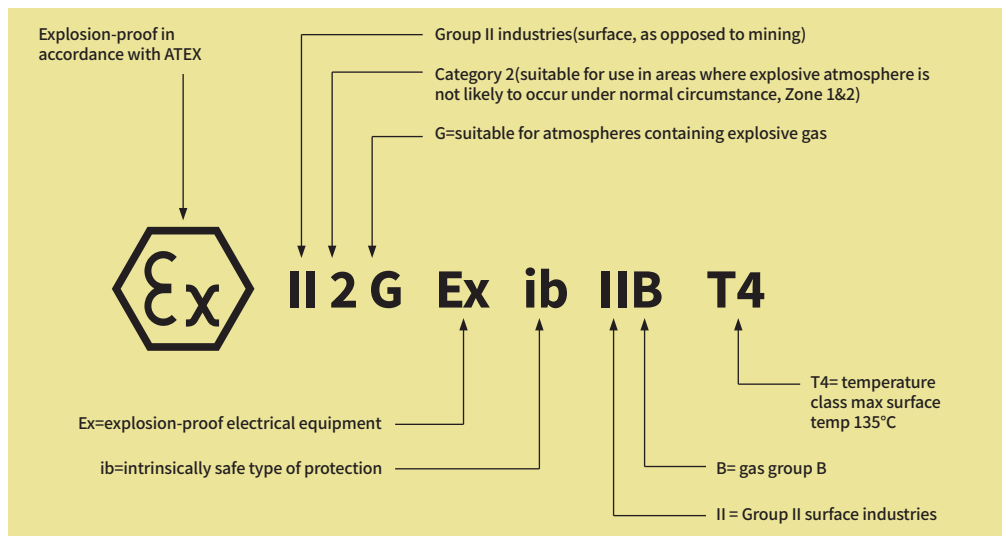 Explosion-proof in
accordance with ATEX
Group II industries(surface, as opposed to mining)
Category 2(suitable for use in areas where explosive atmosphere is
not likely to occur under normal circumstance, Zone 1&2)
G=suitable for atmospheres containing explosive gas
Ex II 2 G Ex ib IIB T4
T4= temperature
class max surface
temp 135°C
Ex=explosion-proof electrical equipment
ib=intrinsically safe type of protection
B= gas group B
II = Group II surface industries